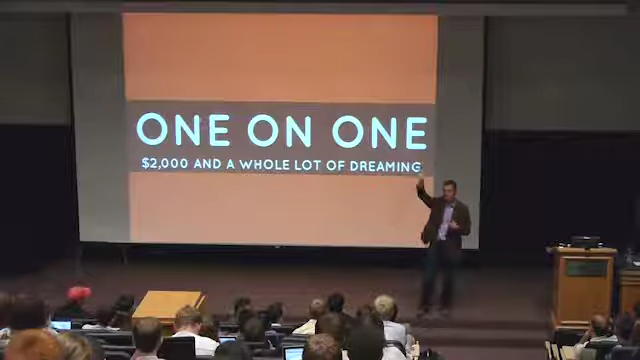 ONE ON ONE
$2,000 AND A WHOLE LOT OF DREAMING